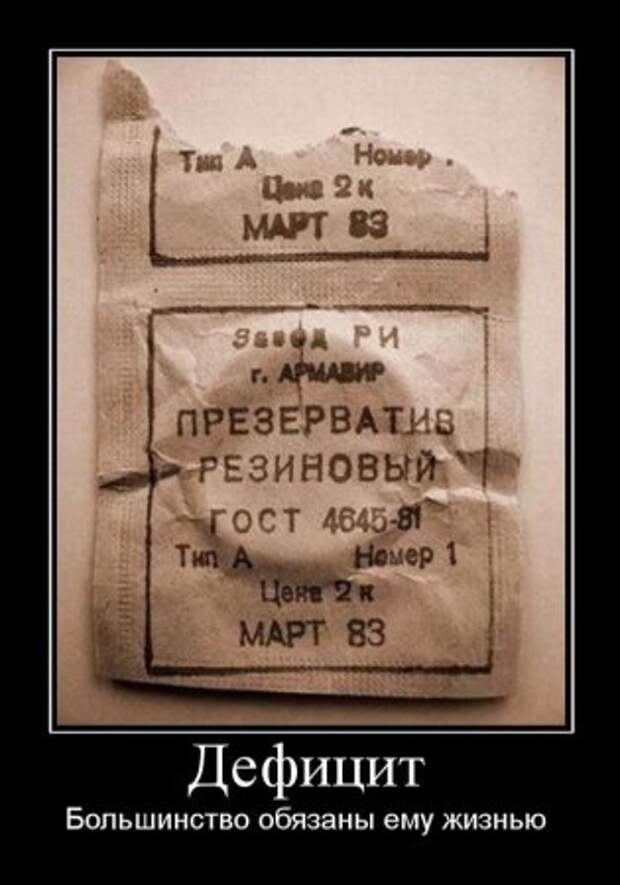 Тип А Номер
Цена 2 к
МАРТ 83
Завод РИ
г. АРМАВИР
ПРЕЗЕРВАТИВ
РЕЗИНОВЫЙ
ГОСТ 4645-81
Тип А Номер 1
Цена 2 к
МАРТ 83
Дефицит
Большинство обязаны ему жизнью